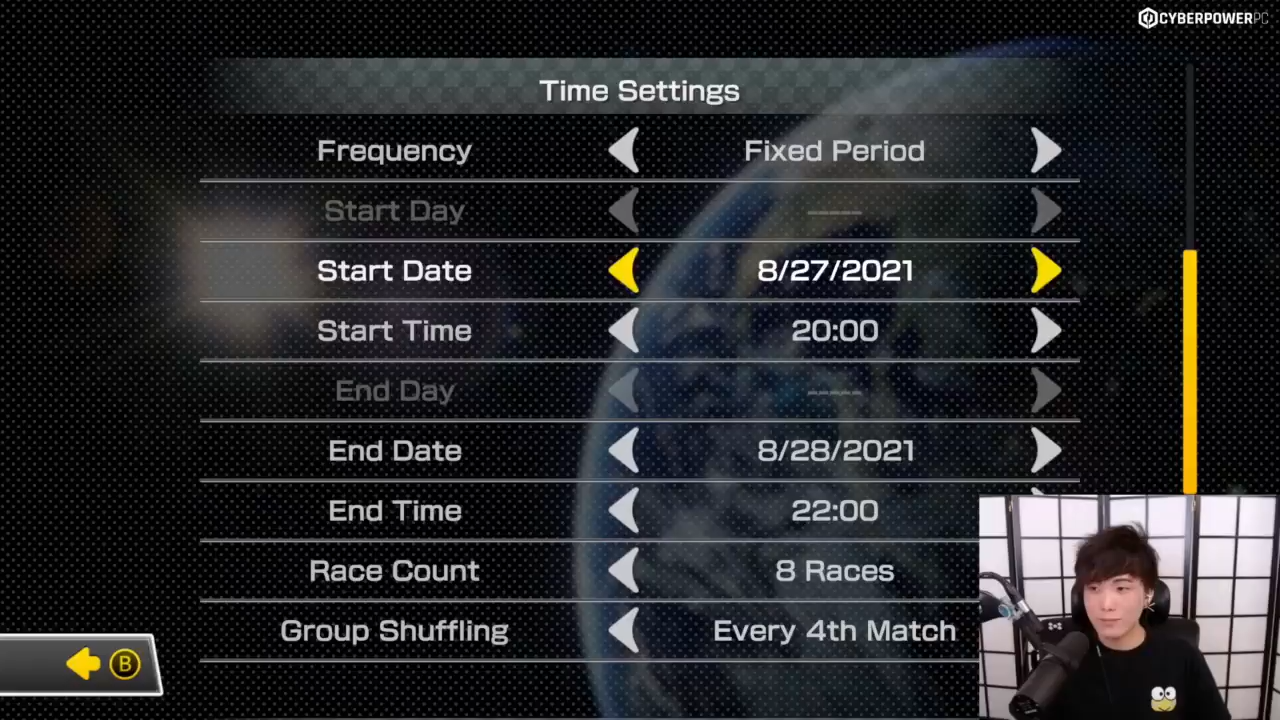 CYBERPOWERPC
Time Settings
Frequency Fixed Period
Start Day -----
Start Date 8/27/2021
Start Time 20:00
End Day -----
End Date 8/28/2021
End Time 22:00
Race Count 8 Races
Group Shuffling Every 4th Match
B